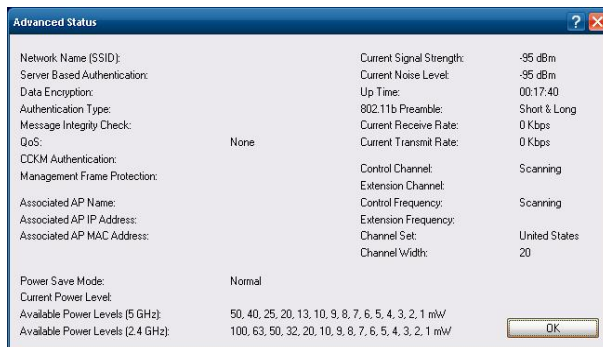 Advanced Status
Network Name (SSID):
Server Based Authentication:
Data Encryption:
Authentication Type:
Message Integrity Check:
QoS: None
CCKM Authentication:
Management Frame Protection:
Associated AP Name:
Associated AP IP Address:
Associated AP MAC Address:
Current Signal Strength: -95 dBm
Current Noise Level: -95 dBm
Up Time: 00:17:40
802.11b Preamble: Short & Long
Current Receive Rate: 0 Kbps
Current Transmit Rate: 0 Kbps
Control Channel: Scanning
Extension Channel:
Control Frequency: Scanning
Extension Frequency:
Channel Set: United States
Channel Width: 20
Power Save Mode: Normal
Current Power Level:
Available Power Levels (5 GHz): 50, 40, 25, 20, 13, 10, 9, 8, 7, 6, 5, 4, 3, 2, 1 mW
Available Power Levels (2.4 GHz): 100, 63, 50, 32, 20, 10, 9, 8, 7, 6, 5, 4, 3, 2, 1 mW
OK